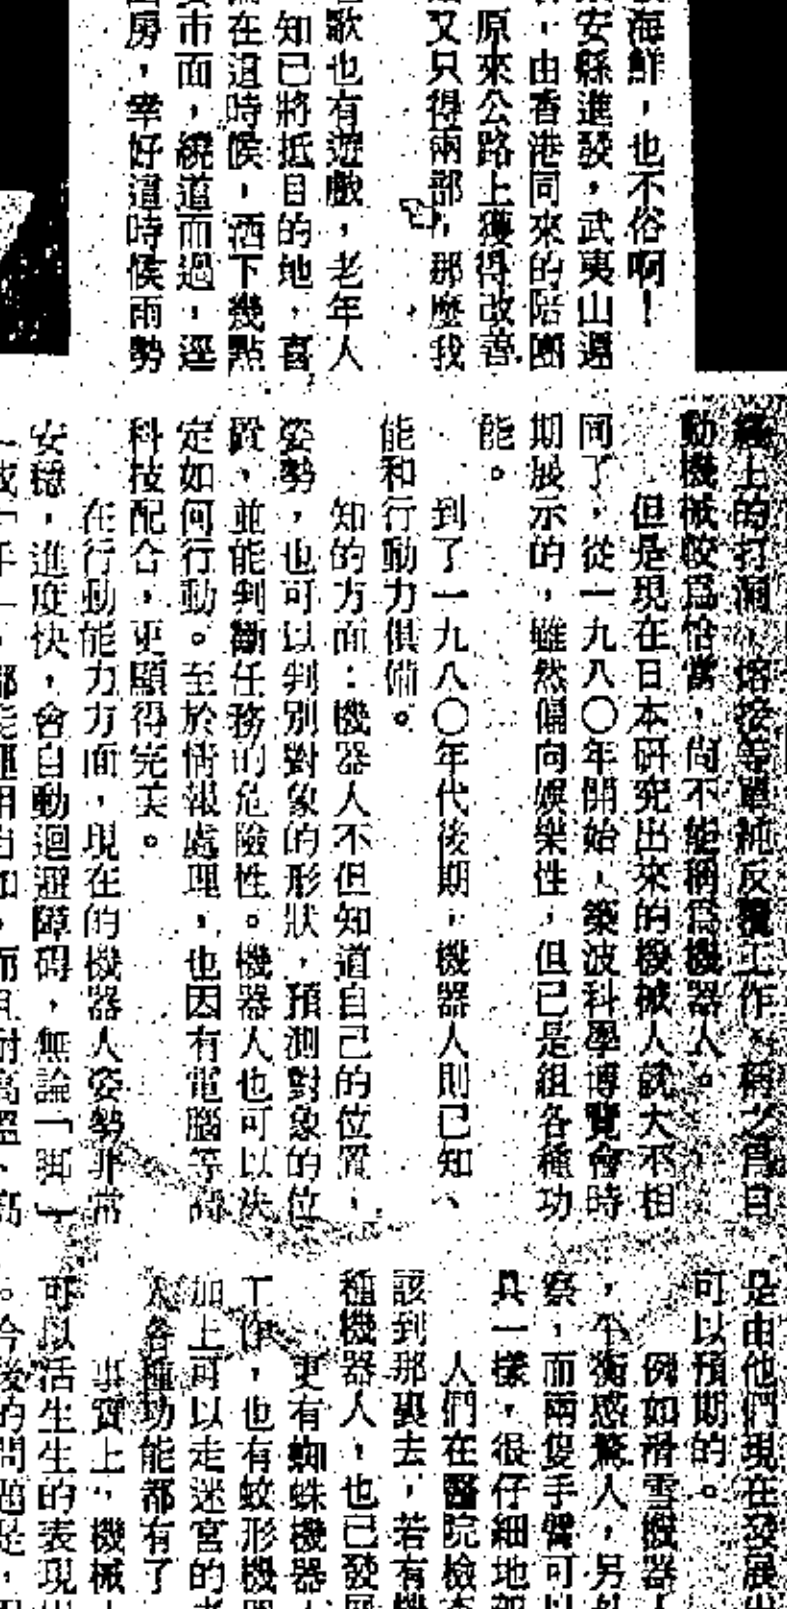 海鮮，也不俗啊！
安縣進發，武夷山還
，由香港同來的陪團
原來公路上獲得改善
又只得兩部，那麼我
歌也有遊戲，老年人
知已將抵目的地，喜
在這時候，洒下幾點
市面，繞道而過，逕
房，幸好這時候雨勢
上的打洞，熔接等單純反覆工作，稱之爲自
動機械較爲恰當，尚不能稱爲機器人。
但是現在日本研究出來的機械人就大不相
同了，從一九八〇年開始，築波科學博覽會時
期展示的，雖然偏向娛樂性，但已是組各種功
能。
到了一九八〇年代後期，機器人則已知、
能和行動力俱備。
知的方面：機器人不但知道自己的位置，
姿勢，也可以判別對象的形狀，預測對象的位
置，並能判斷任務的危險性。機器人也可以決
定如何行動。至於情報處理，也因有電腦等高
科技配合，更顯得完美。
在行動能力方面，現在的機器人姿勢非常
安穩，進度快，會自動迴避障碍，無論「脚」
是由他們現在發展出
可以預期的。
例如滑雪機器人
，平衡感驚人，另外
察，而兩隻手臂可以
具一樣，很仔細地部
人們在醫院檢查
該到那裏去，若有機
種機器人，也已發展
更有蜘蛛機器人
工作，也有蚊形機器
加上可以走迷宮的老
人各種功能都有了
事實上，機械人
可以活生生的表現出
。今後的問題是，